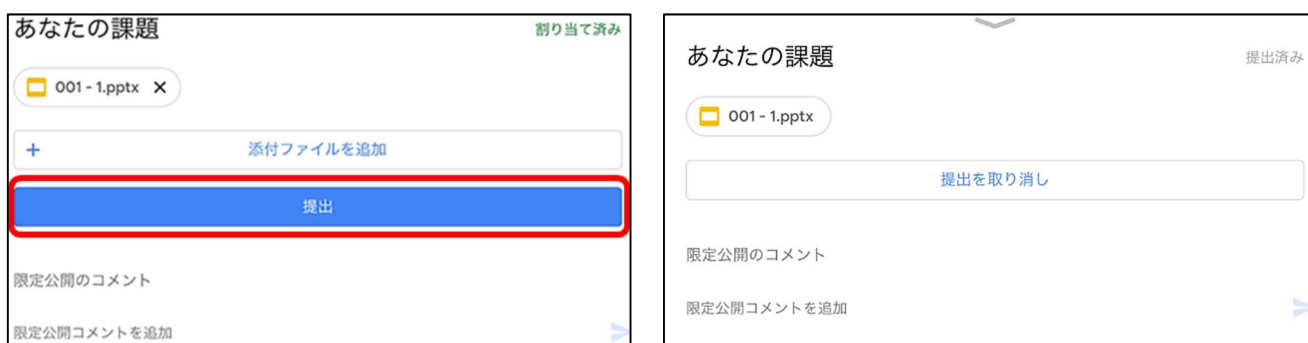 あなたの課題
割り当て済み
001 - 1.pptx
添付ファイルを追加
提出
限定公開のコメント
限定公開コメントを追加
あなたの課題
提出済み
001 - 1.pptx
提出を取り消し
限定公開のコメント
限定公開コメントを追加